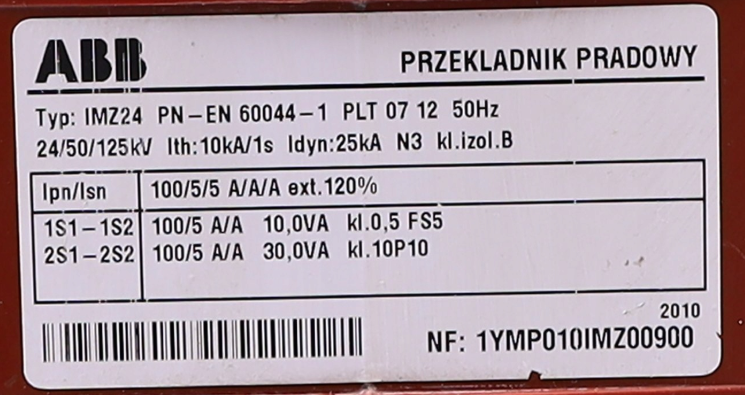 ABB
PRZEKLADNIK PRADOWY
Typ: IMZ24 PN-EN 60044-1 PLT 07 12 50Hz
24/50/125kV Ith:10kA/1s Idyn:25kA N3 kl.izol.B
Ipn/Isn 100/5/5 A/A/A ext.120%
1S1-1S2 100/5 A/A 10,0VA kl.0,5 FS5
2S1-2S2 100/5 A/A 30,0VA kl.10P10
2010
NF: 1YMP010IMZ00900